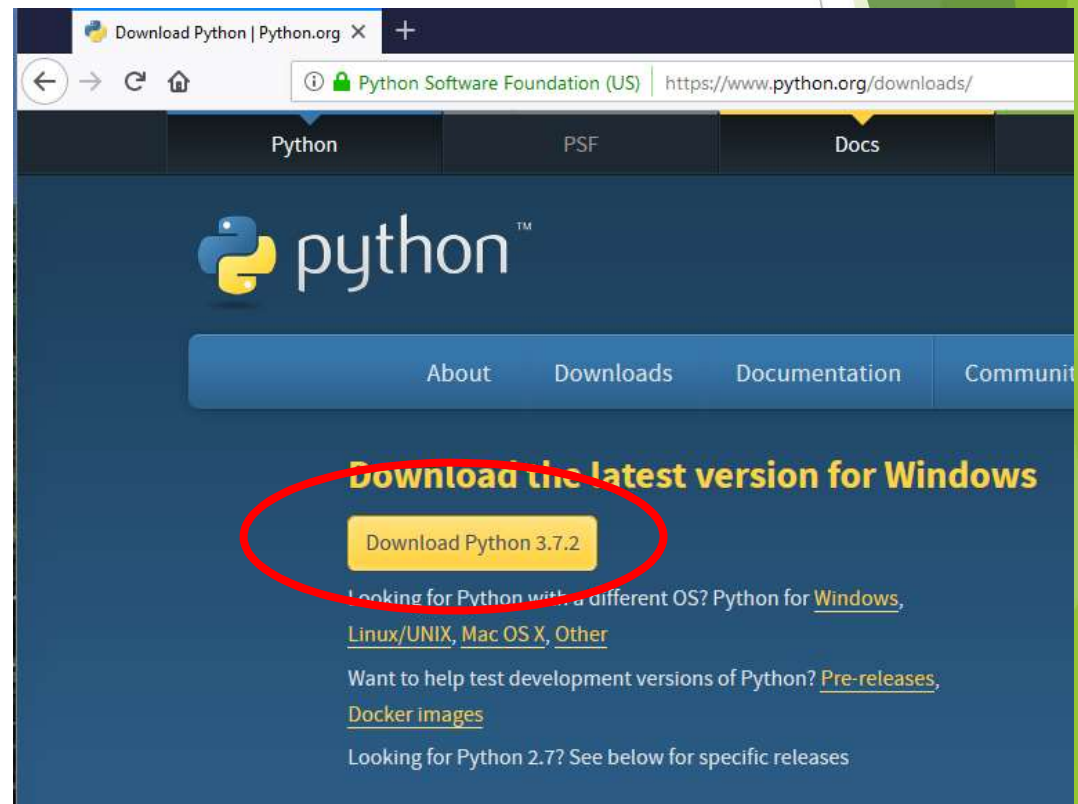 Download Python | Python.org
Python Software Foundation (US) https://www.python.org/downloads/
Python PSF Docs
python™
About Downloads Documentation Communit
Download the latest version for Windows
Download Python 3.7.2
Looking for Python with a different OS? Python for Windows,
Linux/UNIX, Mac OS X, Other
Want to help test development versions of Python? Pre-releases,
Docker images
Looking for Python 2.7? See below for specific releases